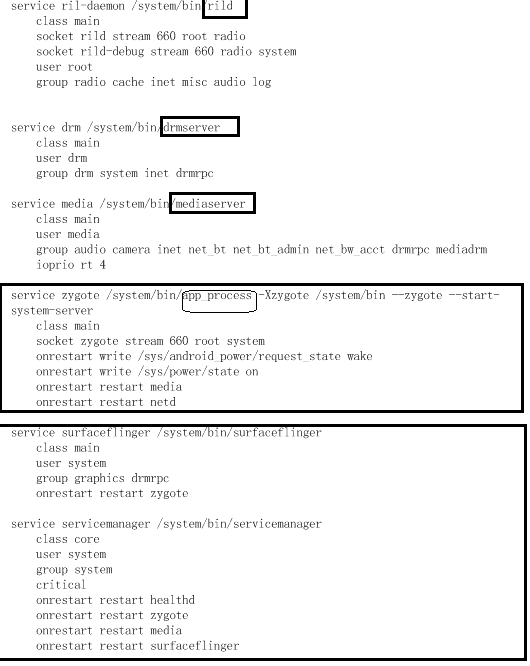 service ril-daemon /system/bin/rild
class main
socket rild stream 660 root radio
socket rild-debug stream 660 radio system
user root
group radio cache inet misc audio log
service drm /system/bin/drmserver
class main
user drm
group drm system inet drmrpc
service media /system/bin/mediaserver
class main
user media
group audio camera inet net_bt net_bt_admin net_bw_acct drmrpc mediadrm
ioprio rt 4
service zygote /system/bin/app_process -Xzygote /system/bin --zygote --start-
system-server
class main
socket zygote stream 660 root system
onrestart write /sys/android_power/request_state wake
onrestart write /sys/power/state on
onrestart restart media
onrestart restart netd
service surfaceflinger /system/bin/surfaceflinger
class main
user system
group graphics drmrpc
onrestart restart zygote
service servicemanager /system/bin/servicemanager
class core
user system
group system
critical
onrestart restart healthd
onrestart restart zygote
onrestart restart media
onrestart restart surfaceflinger